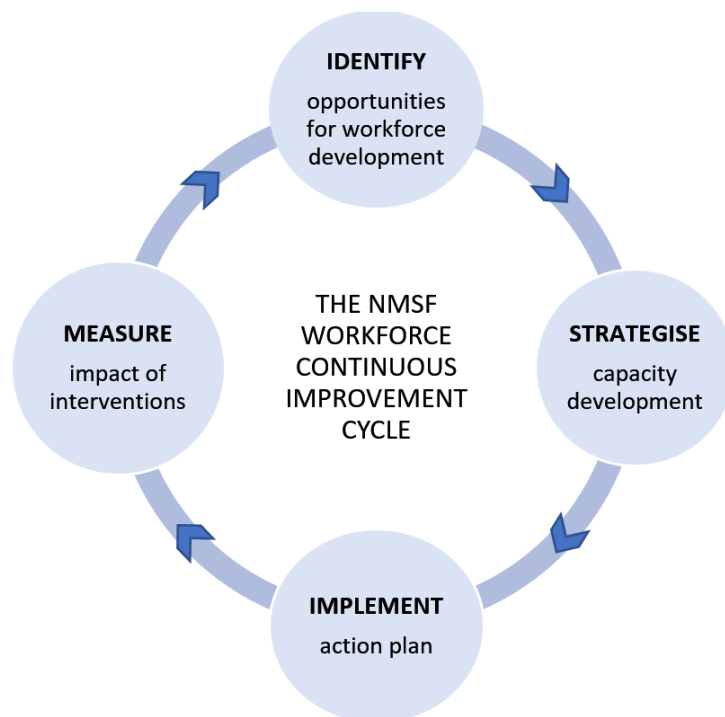 IDENTIFY
opportunities
for workforce
development
STRATEGISE
capacity
development
IMPLEMENT
action plan
MEASURE
impact of
interventions
THE NMSF
WORKFORCE
CONTINUOUS
IMPROVEMENT
CYCLE